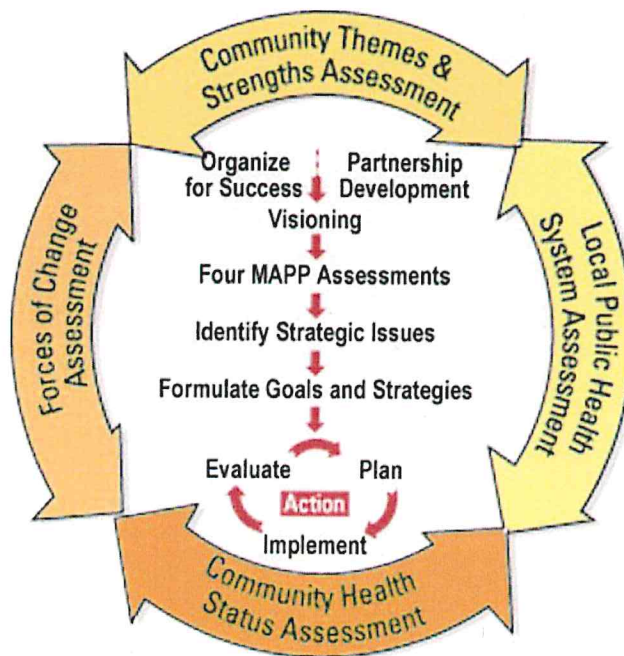 Community Themes &
Strengths Assessment
Organize
for Success
Partnership
Development
Visioning
Four MAPP Assessments
Identify Strategic Issues
Formulate Goals and Strategies
Evaluate
Plan
Action
Implement
Forces of Change
Assessment
Local Public Health
System Assessment
Community Health
Status Assessment